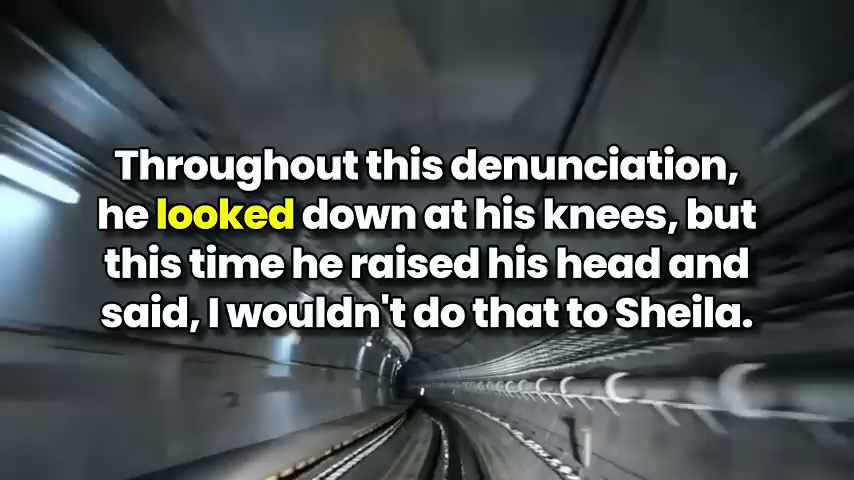 Throughout this denunciation,
he looked down at his knees, but
this time he raised his head and
said, I wouldn't do that to Sheila.